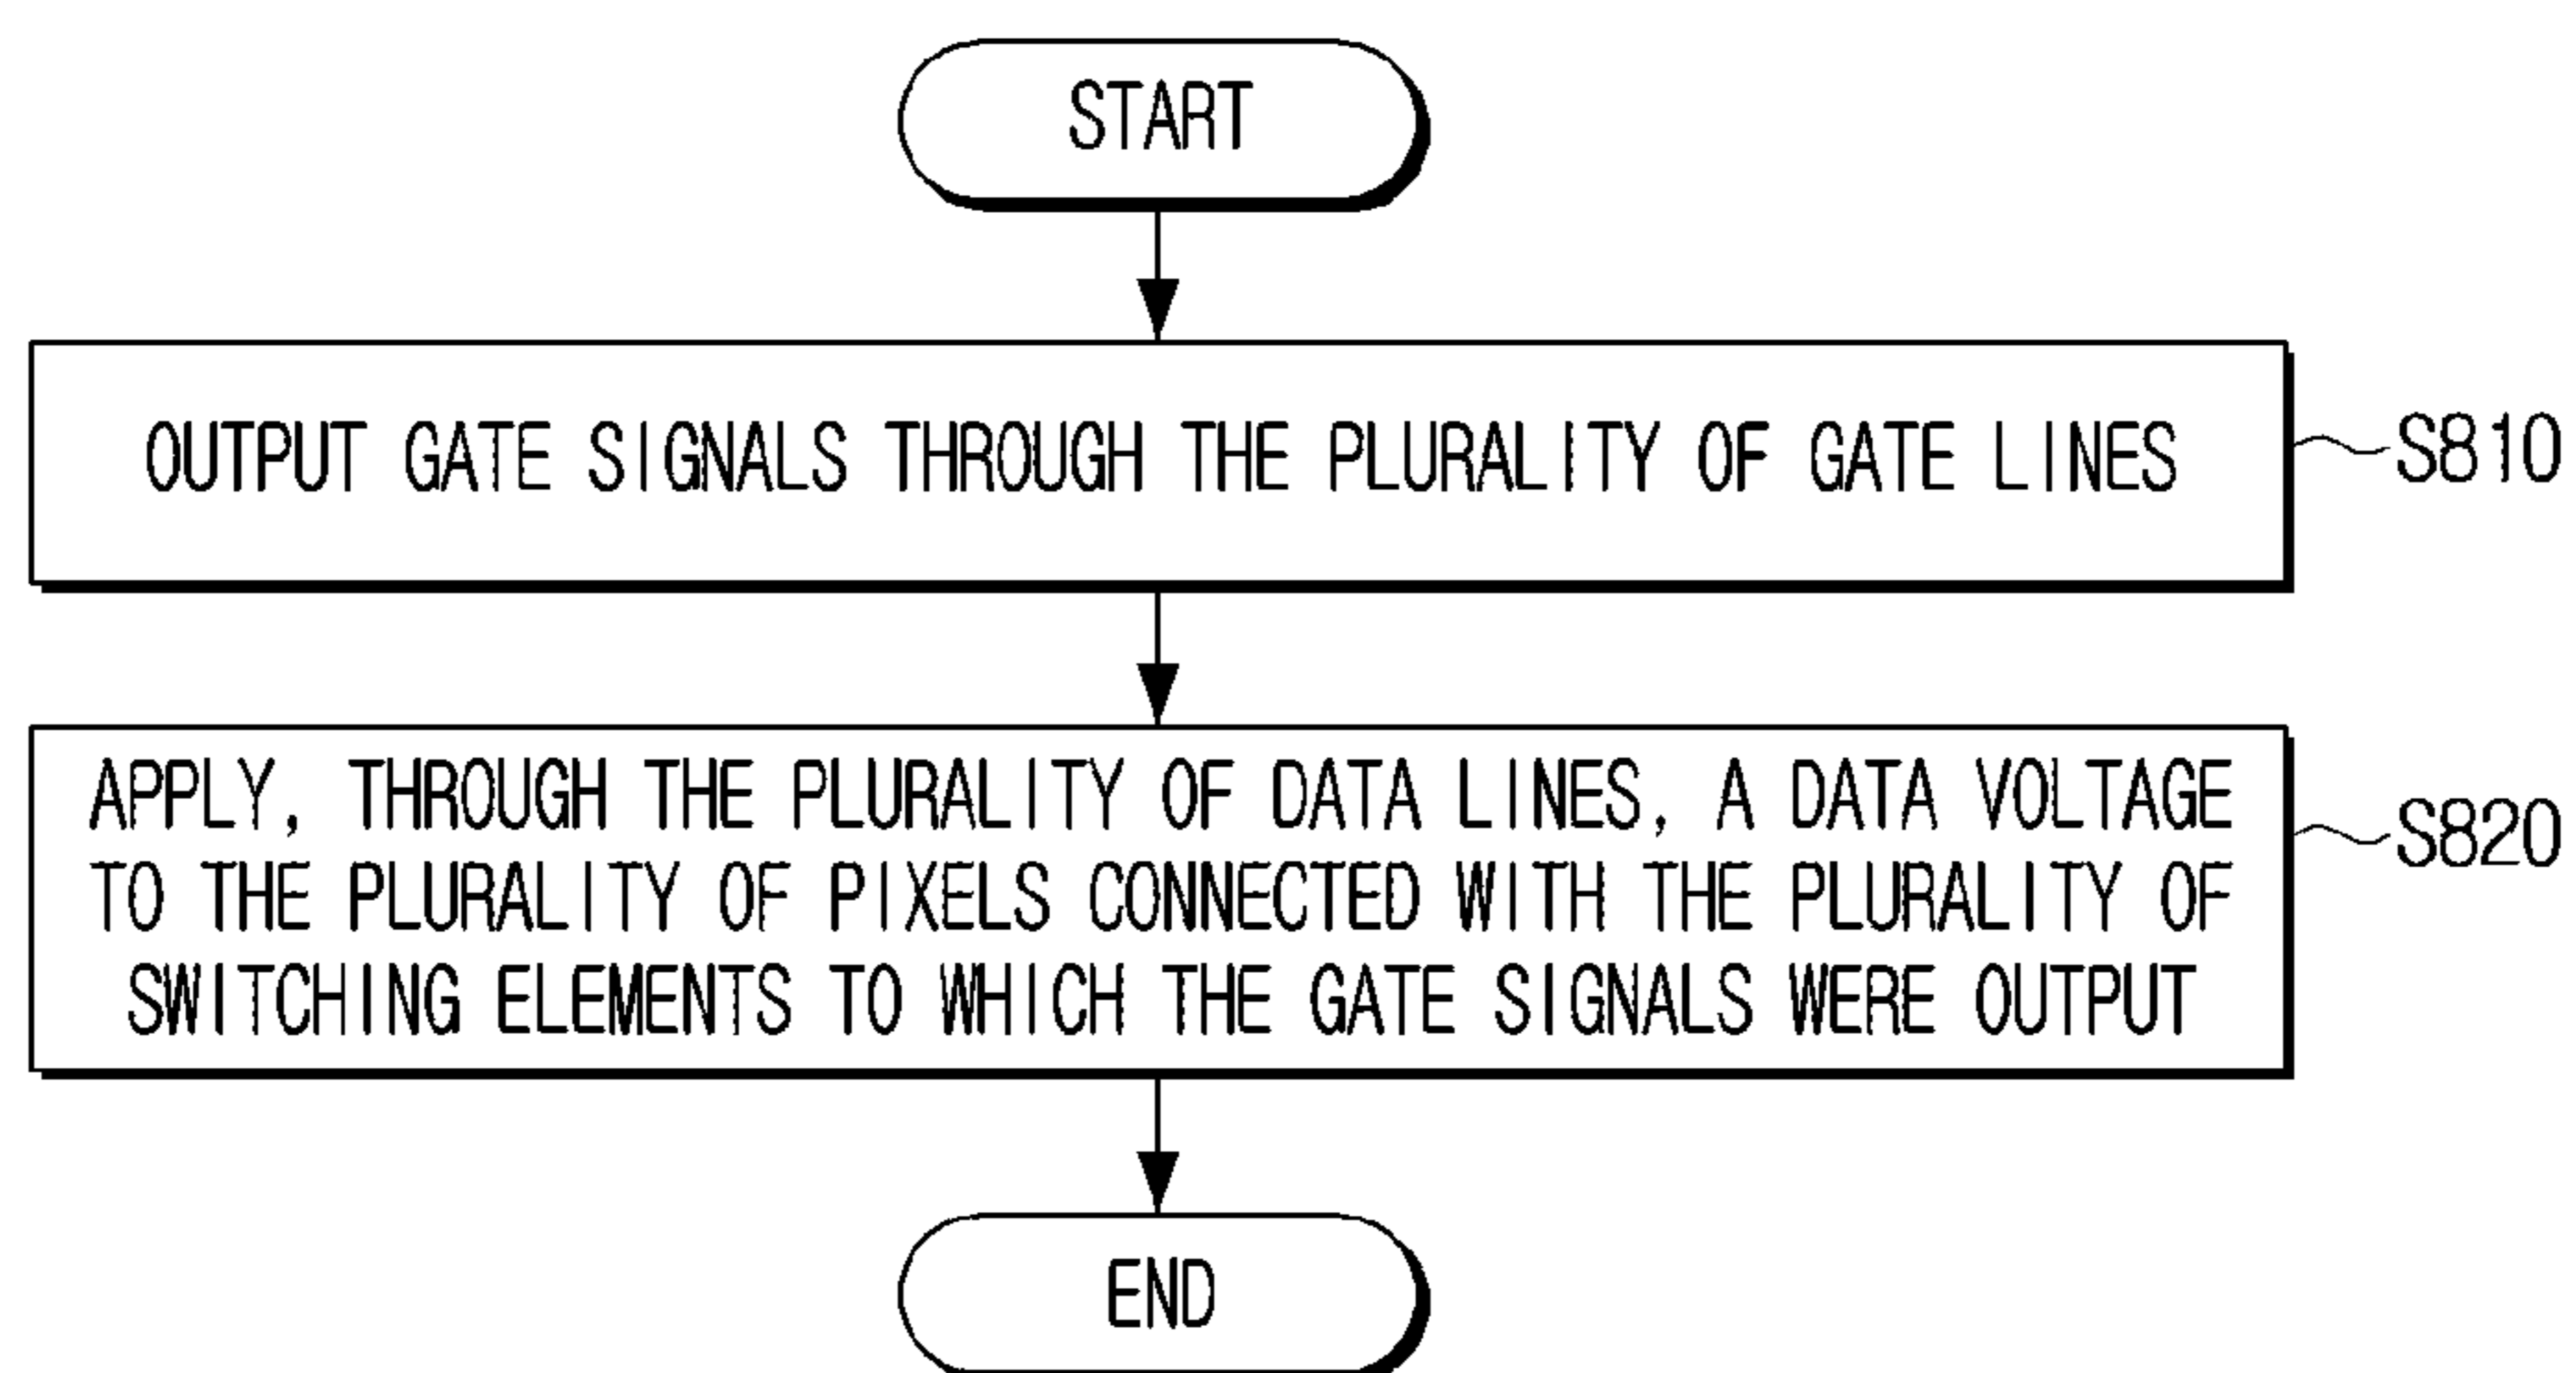 START
OUTPUT GATE SIGNALS THROUGH THE PLURALITY OF GATE LINES
S810
APPLY, THROUGH THE PLURALITY OF DATA LINES, A DATA VOLTAGE
TO THE PLURALITY OF PIXELS CONNECTED WITH THE PLURALITY OF
SWITCHING ELEMENTS TO WHICH THE GATE SIGNALS WERE OUTPUT
S820
END